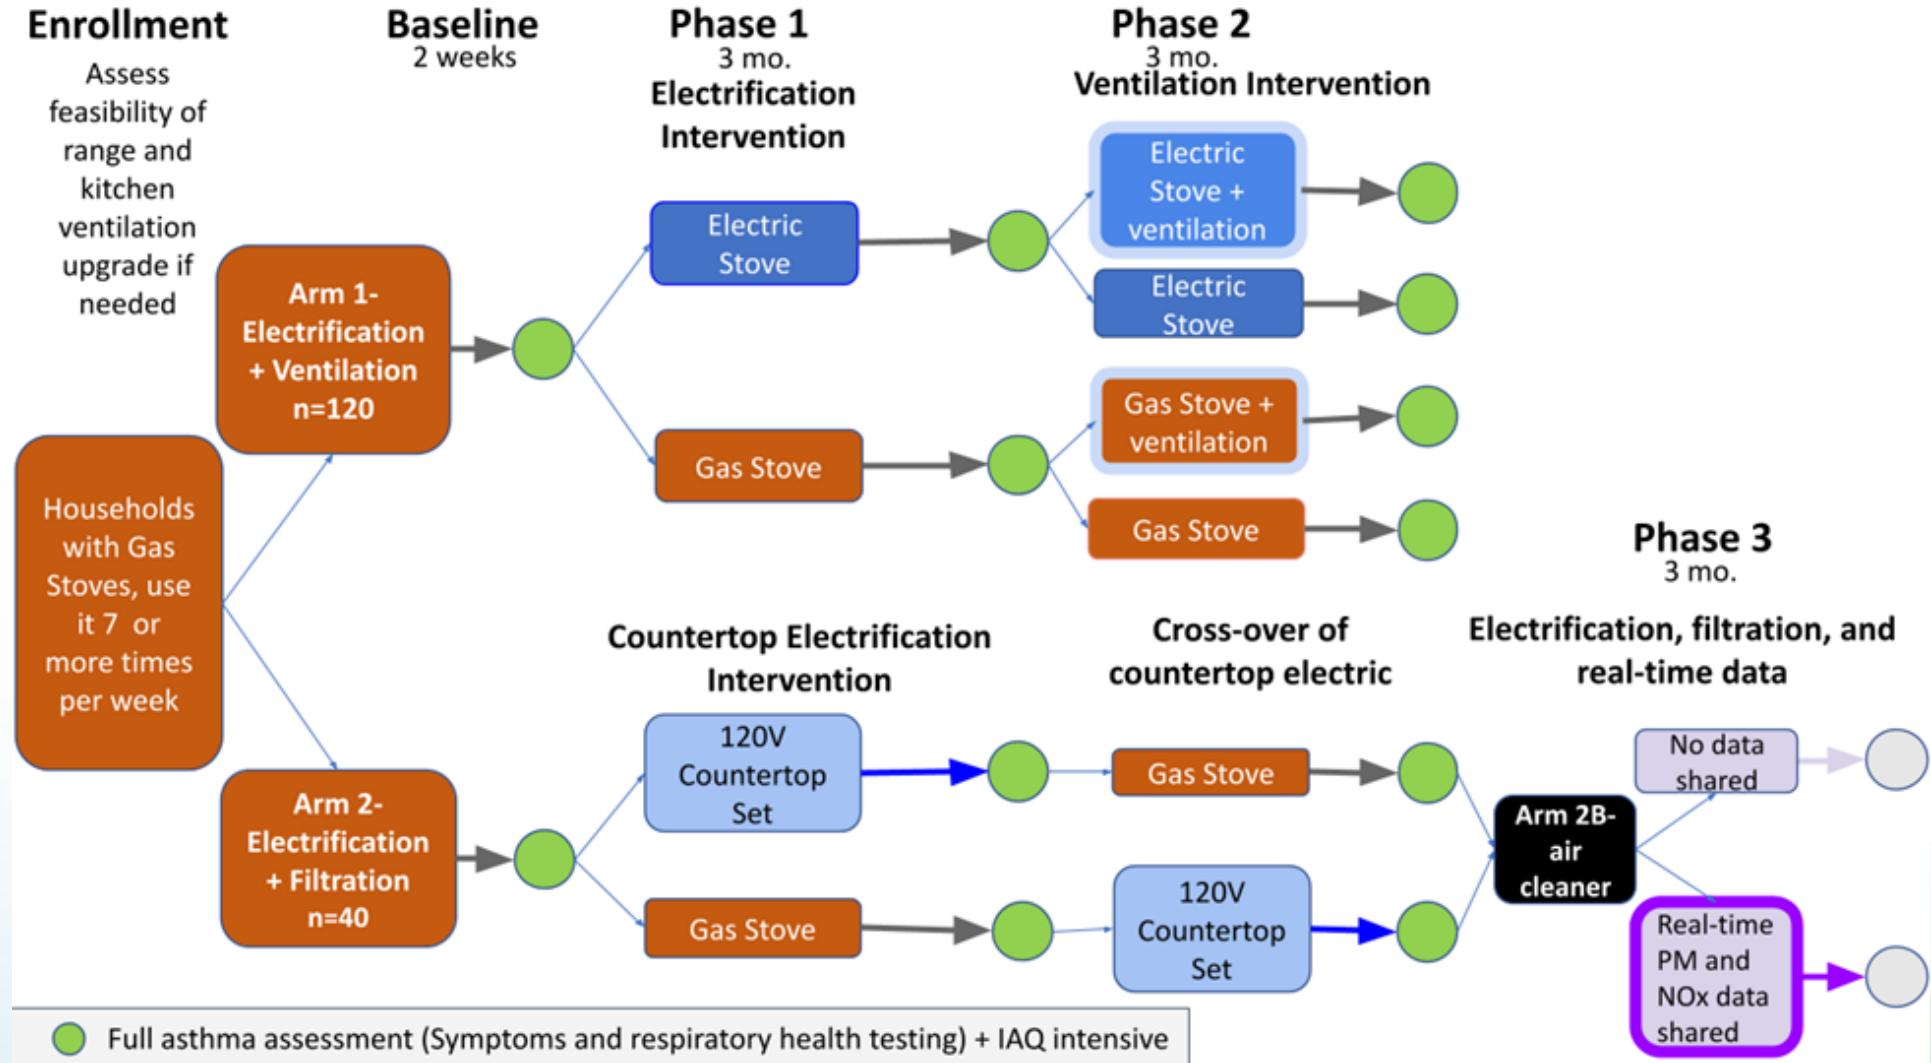 Enrollment
Assess
feasibility of
range and
kitchen
ventilation
upgrade if
needed
Baseline
2 weeks
Phase 1
3 mo.
Electrification
Intervention
Phase 2
3 mo.
Ventilation Intervention
Households
with Gas
Stoves, use
it 7 or
more times
per week
Arm 1-
Electrification
+ Ventilation
n=120
Electric
Stove
Gas Stove
Electric
Stove +
ventilation
Electric
Stove
Gas Stove +
ventilation
Gas Stove
Arm 2-
Electrification
+ Filtration
n=40
Countertop Electrification
Intervention
120V
Countertop
Set
Gas Stove
Cross-over of
countertop electric
Gas Stove
120V
Countertop
Set
Phase 3
3 mo.
Electrification, filtration, and
real-time data
Arm 2B-
air
cleaner
No data
shared
Real-time
PM and
NOx data
shared
Full asthma assessment (Symptoms and respiratory health testing) + IAQ intensive